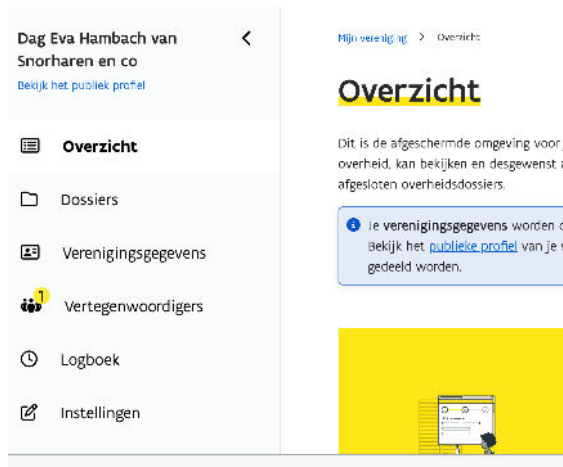 Dag Eva Hambach van
Snorharen en co
Bekijk het publiek profiel
Overzicht
Dossiers
Verenigingsgegevens
1
Vertegenwoordigers
Logboek
Instellingen
Mijn vereniging > Overzicht
Overzicht
Dit is de afgeschermde omgeving voor
overheid, kan bekijken en desgewenst a
afgesloten overheidsdossiers.
Je verenigingsgegevens worden
Bekijk het publieke profiel van je
gedeeld worden.